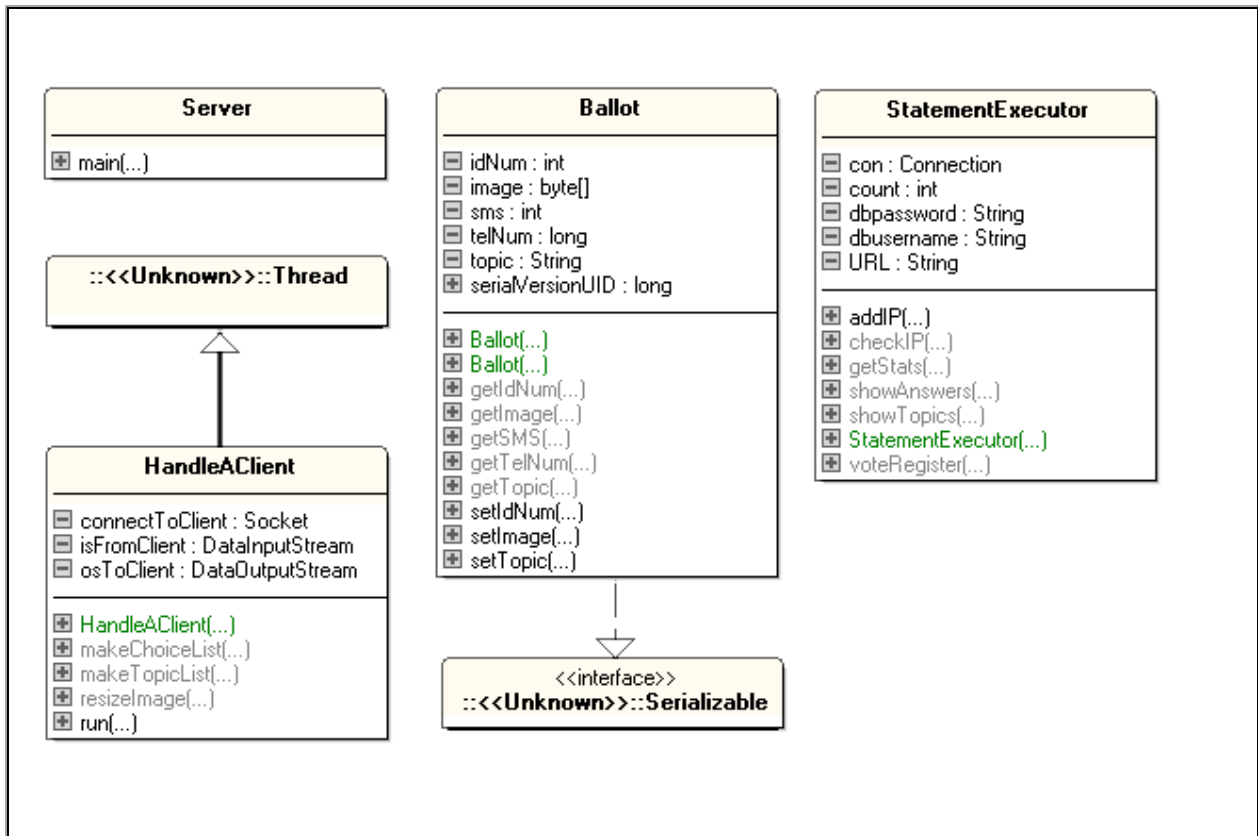 Server
main(...)
::<<Unknown>>::Thread
HandleAClient
connectToClient : Socket
isFromClient : DataInputStream
osToClient : DataOutputStream
HandleAClient(...)
makeChoiceList(...)
makeTopicList(...)
resizeImage(...)
run(...)
Ballot
idNum : int
image : byte[]
sms : int
telNum : long
topic : String
serialVersionUID : long
Ballot(...)
Ballot(...)
getIdNum(...)
getImage(...)
getSMS(...)
getTelNum(...)
getTopic(...)
setIdNum(...)
setImage(...)
setTopic(...)
<<interface>>
::<<Unknown>>::Serializable
StatementExecutor
con : Connection
count : int
dbpassword : String
dbusername : String
URL : String
addIP(...)
checkIP(...)
getStats(...)
showAnswers(...)
showTopics(...)
StatementExecutor(...)
voteRegister(...)